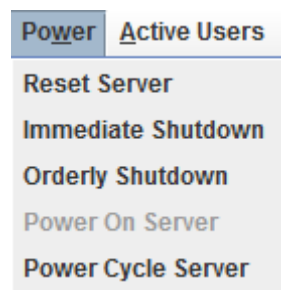 Power Active Users
Reset Server
Immediate Shutdown
Orderly Shutdown
Power On Server
Power Cycle Server